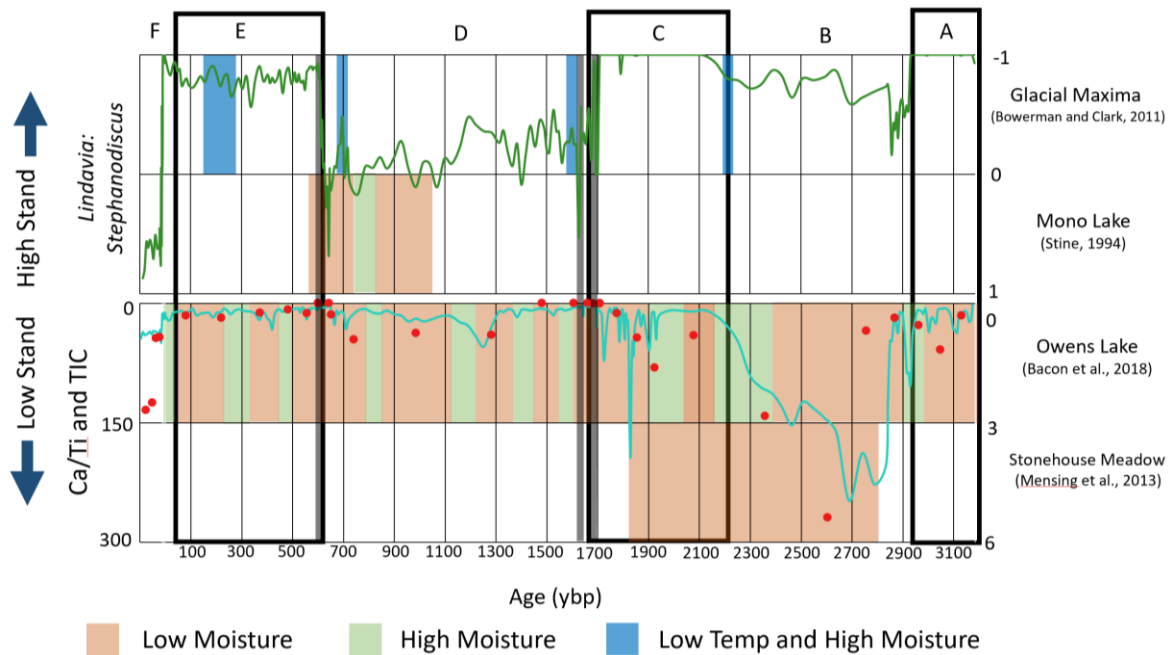 F
E
D
C
B
A
High Stand
Low Stand
Lindavia:
Stephanodiscus
Ca/Ti and TIC
-1
0
1
0
0
150
3
300
6
Glacial Maxima
(Bowerman and Clark, 2011)
Mono Lake
(Stine, 1994)
Owens Lake
(Bacon et al., 2018)
Stonehouse Meadow
(Mensing et al., 2013)
100 300 500 700 900 1100 1300 1500 1700 1900 2100 2300 2500 2700 2900 3100
Age (ybp)
Low Moisture
High Moisture
Low Temp and High Moisture